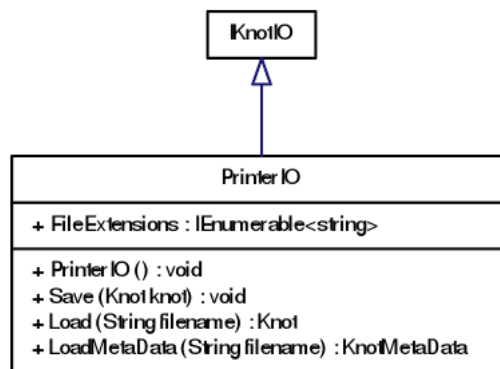 IKnotIO
PrinterIO
+ FileExtensions : IEnumerable<string>
+ PrinterIO () : void
+ Save (Knot knot) : void
+ Load (String filename) : Knot
+ LoadMetaData (String filename) : KnotMetaData